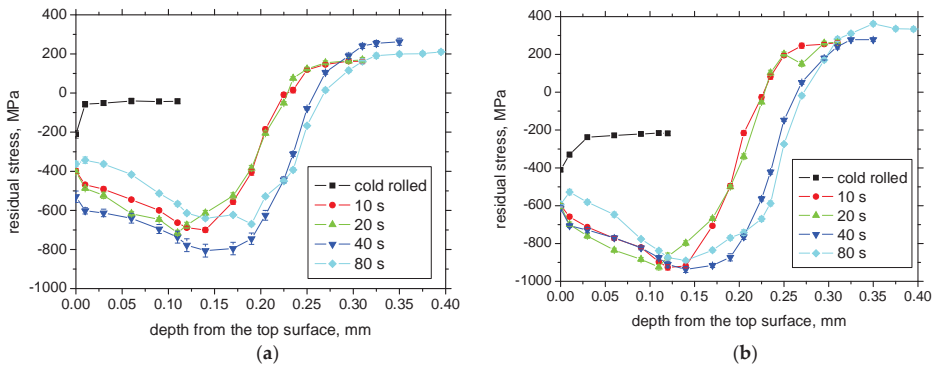 400
200
0
-200
-400
-600
-800
-1000
residual stress, MPa
cold rolled
10 s
20 s
40 s
80 s
0.00 0.05 0.10 0.15 0.20 0.25 0.30 0.35 0.40
depth from the top surface, mm
(a)
400
200
0
-200
-400
-600
-800
-1000
residual stress, MPa
cold rolled
10 s
20 s
40 s
80 s
0.00 0.05 0.10 0.15 0.20 0.25 0.30 0.35 0.40
depth from the top surface, mm
(b)